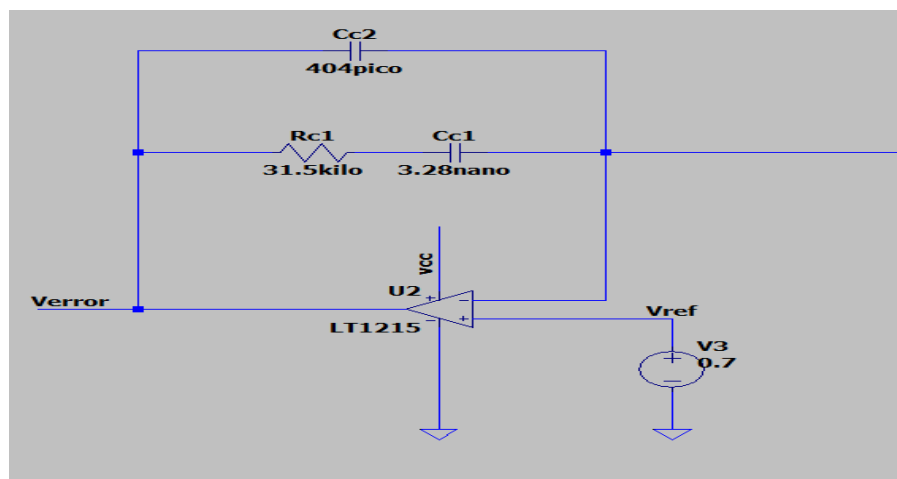 Cc2
404pico
Rc1
Cc1
31.5kilo
3.28nano
VCC
U2
LT1215
Verror
Vref
V3
0.7